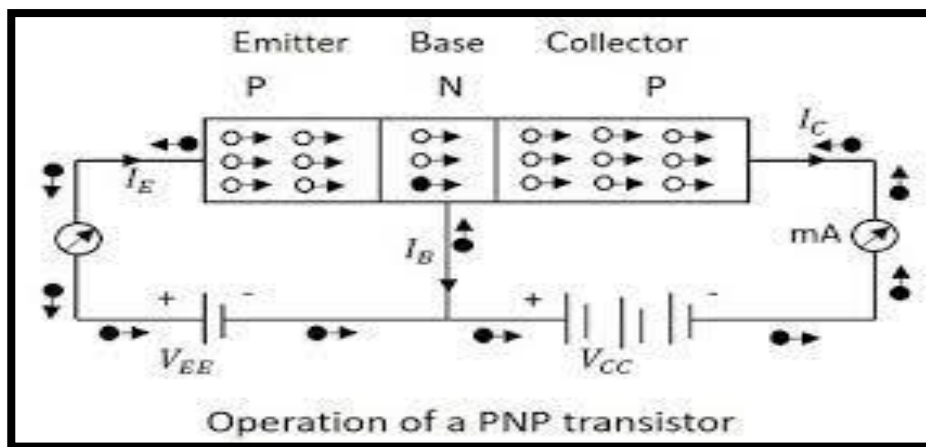 Emitter Base Collector
P N P
I_C
I_E
I_B
mA
+ - + -
V_EE V_CC
Operation of a PNP transistor